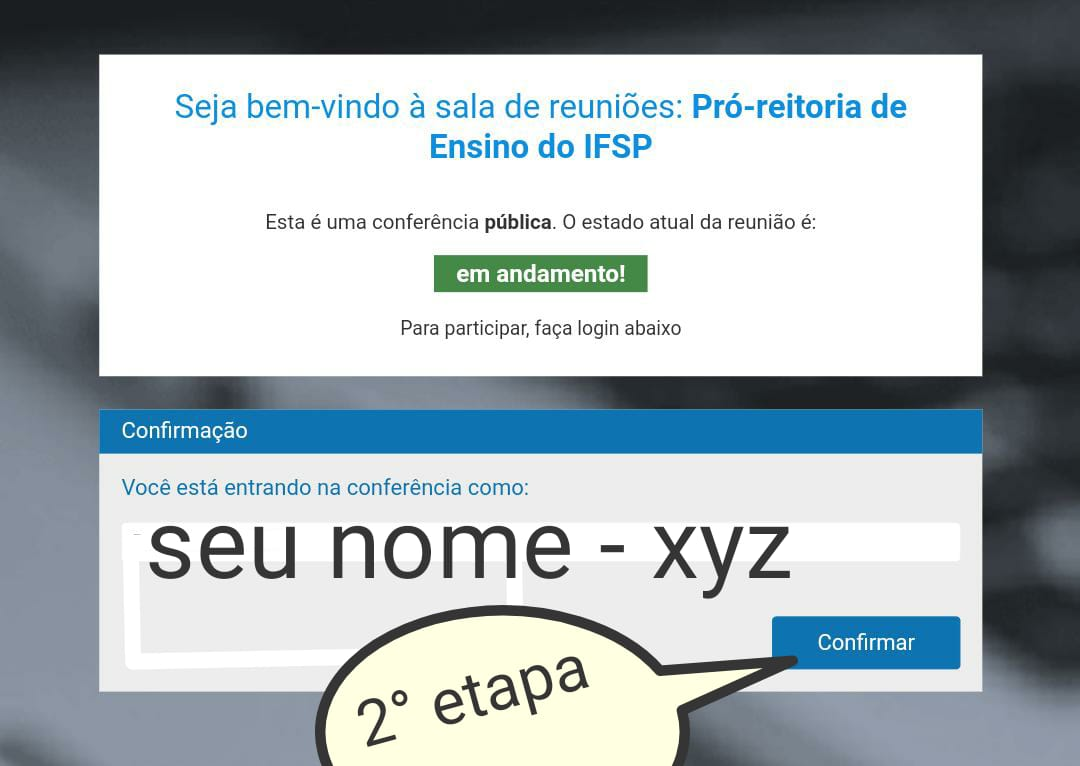 Seja bem-vindo à sala de reuniões: Pró-reitoria de
Ensino do IFSP
Esta é uma conferência pública. O estado atual da reunião é:
em andamento!
Para participar, faça login abaixo
Confirmação
Você está entrando na conferência como:
seu nome - xyz
Confirmar
2° etapa